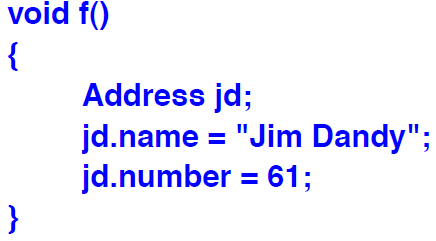 void f()
{
Address jd;
jd.name = "Jim Dandy";
jd.number = 61;
}